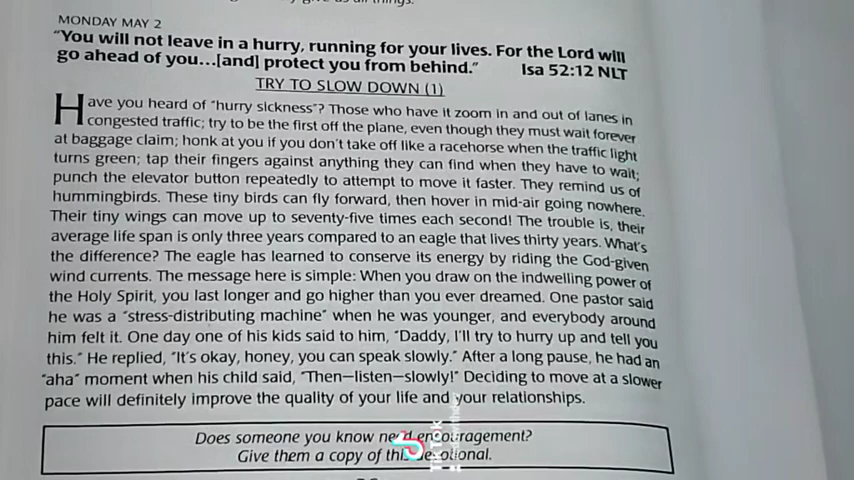 give us all things.
MONDAY MAY 2
“You will not leave in a hurry, running for your lives. For the Lord will
go ahead of you...[and] protect you from behind.” Isa 52:12 NLT
TRY TO SLOW DOWN (1)
Have you heard of “hurry sickness”? Those who have it zoom in and out of lanes in
congested traffic; try to be the first off the plane, even though they must wait forever
at baggage claim; honk at you if you don’t take off like a racehorse when the traffic light
turns green; tap their fingers against anything they can find when they have to wait;
punch the elevator button repeatedly to attempt to move it faster. They remind us of
hummingbirds. These tiny birds can fly forward, then hover in mid-air going nowhere.
Their tiny wings can move up to seventy-five times each second! The trouble is, their
average life span is only three years compared to an eagle that lives thirty years. What’s
the difference? The eagle has learned to conserve its energy by riding the God-given
wind currents. The message here is simple: When you draw on the indwelling power of
the Holy Spirit, you last longer and go higher than you ever dreamed. One pastor said
he was a “stress-distributing machine” when he was younger, and everybody around
him felt it. One day one of his kids said to him, “Daddy, I’ll try to hurry up and tell you
this.” He replied, “It’s okay, honey, you can speak slowly.” After a long pause, he had an
“aha” moment when his child said, “Then—listen—slowly!” Deciding to move at a slower
pace will definitely improve the quality of your life and your relationships.
Does someone you know need encouragement?
Give them a copy of this devotional.
TikTok